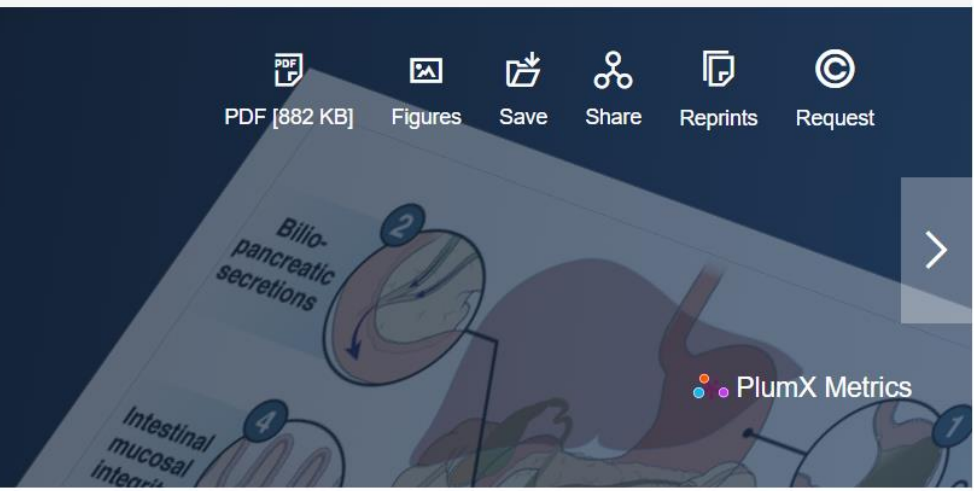 PDF
PDF [882 KB]
Figures
Save
Share
Reprints
©
Request
2
Bilio-
pancreatic
secretions
PlumX Metrics
4
1
Intestinal
mucosal